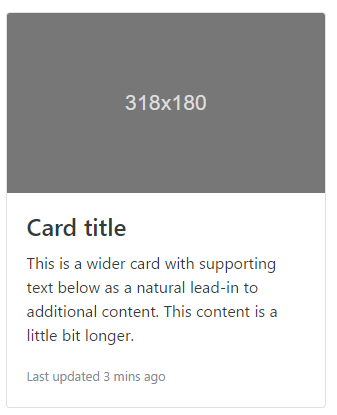 318x180
Card title
This is a wider card with supporting
text below as a natural lead-in to
additional content. This content is a
little bit longer.
Last updated 3 mins ago